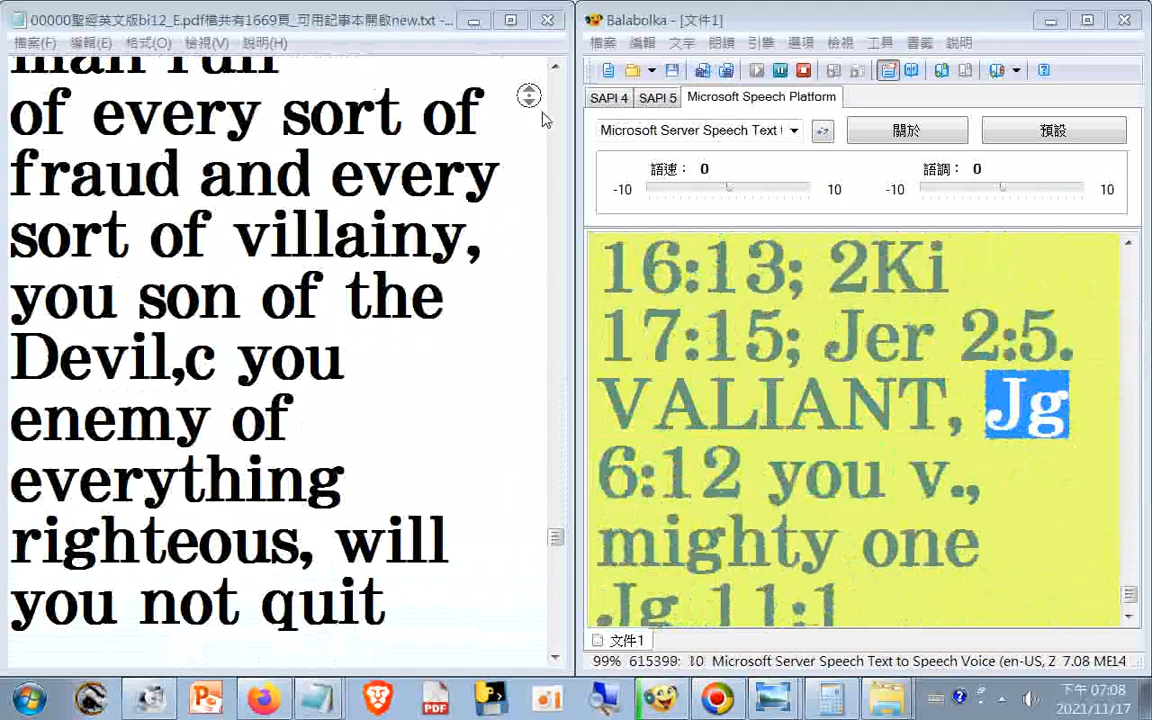 00000聖經英文版bi12_E.pdf檔共有1669頁_可用記事本開啟new.txt -...
檔案(F) 編輯(E) 格式(O) 檢視(V) 說明(H)
man full
of every sort of
fraud and every
sort of villainy,
you son of the
Devil,c you
enemy of
everything
righteous, will
you not quit
Balabolka - [文件1]
檔案 編輯 文字 朗讀 引擎 選項 檢視 工具 書籤 說明
SAPI 4 SAPI 5 Microsoft Speech Platform
Microsoft Server Speech Text t 關於 預設
語速： 0 語調： 0
-10 10 -10 10
16:13; 2Ki
17:15; Jer 2:5.
VALIANT, Jg
6:12 you v.,
mighty one
Jg 11:1
文件1
99% 615399: 10 Microsoft Server Speech Text to Speech Voice (en-US, Z 7.08 ME14
PDF
下午 07:08
2021/11/17